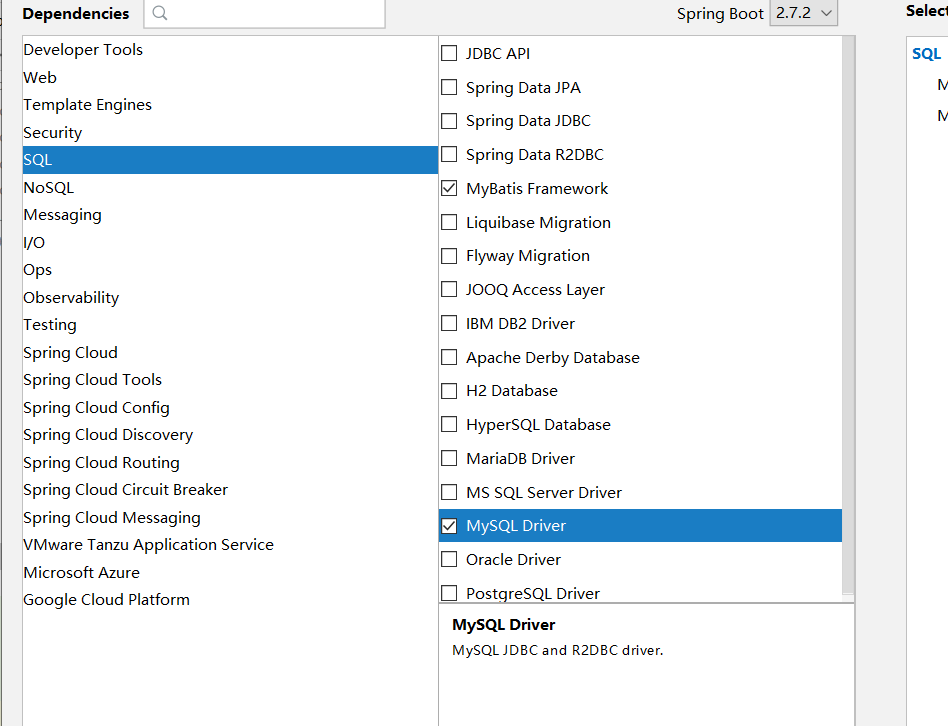 Dependencies
Spring Boot 2.7.2
Developer Tools
Web
Template Engines
Security
SQL
NoSQL
Messaging
I/O
Ops
Observability
Testing
Spring Cloud
Spring Cloud Tools
Spring Cloud Config
Spring Cloud Discovery
Spring Cloud Routing
Spring Cloud Circuit Breaker
Spring Cloud Messaging
VMware Tanzu Application Service
Microsoft Azure
Google Cloud Platform
JDBC API
Spring Data JPA
Spring Data JDBC
Spring Data R2DBC
MyBatis Framework
Liquibase Migration
Flyway Migration
JOOQ Access Layer
IBM DB2 Driver
Apache Derby Database
H2 Database
HyperSQL Database
MariaDB Driver
MS SQL Server Driver
MySQL Driver
Oracle Driver
PostgreSQL Driver
MySQL Driver
MySQL JDBC and R2DBC driver.
Select
SQL
M
M